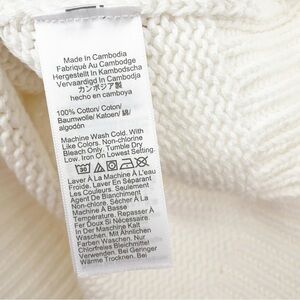 Made In Cambodia
Fabriqué Au Cambodge
Hergestellt In Kambodscha
Vervaardigd In Cambodja
カンボジア製
hecho en camboya
100% Cotton/ Coton/
Baumwolle/ Katoen/ 綿/
algodón
Machine Wash Cold, With
Like Colors. Non-chlorine
Bleach Only. Tumble Dry
Low. Iron On Lowest Setting.
30
Laver À La Machine À L'eau
Froide. Laver En Séparant
Les Couleurs. Seulement
Agent De Blanchiment
Non-chlorine. Sécher À La
Machine À Basse
Température. Repasser À
Fer Doux Si Nécessaire.
In Der Maschine Kalt
Waschen, Mit Ähnlichen
Farben Waschen. Nur
Chlorfreies Bleichmittel
Verwenden. Bei Geringer
Wärme Trocknen. Bei